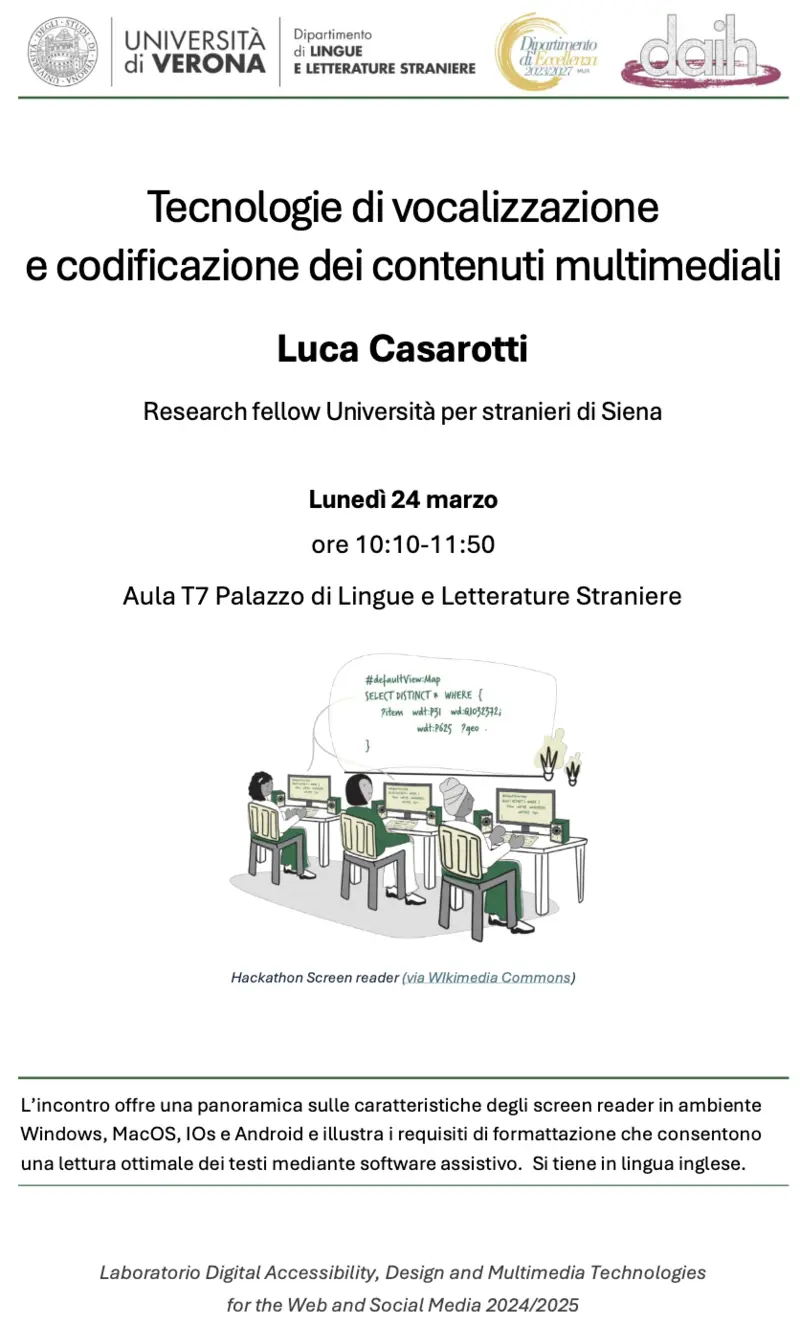 UNIVERSITÀ
di VERONA
Dipartimento
di LINGUE
E LETTERATURE STRANIERE
Dipartimento
di Eccellenza
2023/2027 MUR
daih
Tecnologie di vocalizzazione
e codificazione dei contenuti multimediali
Luca Casarotti
Research fellow Università per stranieri di Siena
Lunedì 24 marzo
ore 10:10-11:50
Aula T7 Palazzo di Lingue e Letterature Straniere
#defaultView:Map
SELECT DISTINCT * WHERE {
?item wdt:P31 wd:Q1032372;
wdt:P625 ?geo .
}
Hackathon Screen reader (via WIkimedia Commons)
L’incontro offre una panoramica sulle caratteristiche degli screen reader in ambiente
Windows, MacOS, IOs e Android e illustra i requisiti di formattazione che consentono
una lettura ottimale dei testi mediante software assistivo. Si tiene in lingua inglese.
Laboratorio Digital Accessibility, Design and Multimedia Technologies
for the Web and Social Media 2024/2025